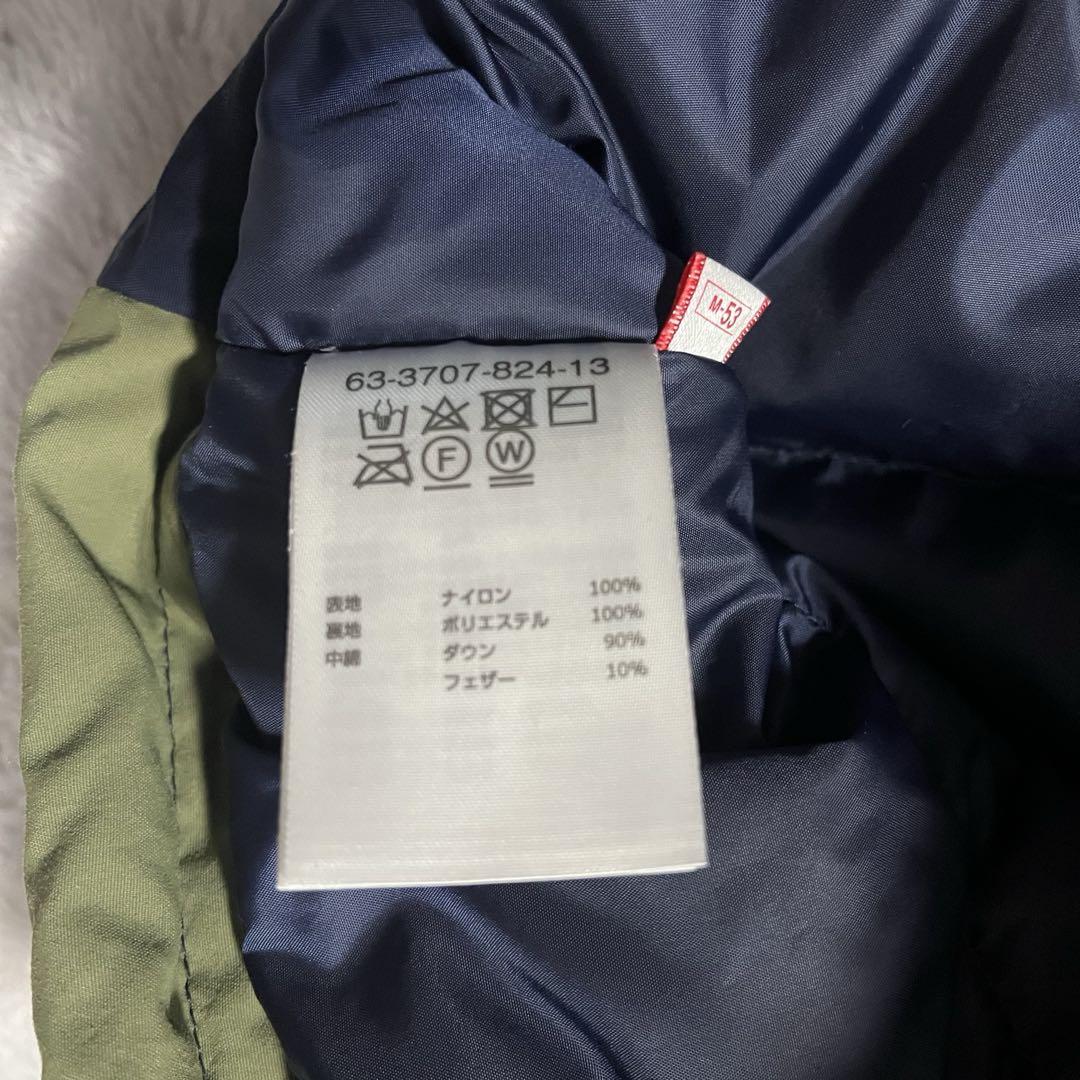 M-53
63-3707-824-13
F W
表地 ナイロン 100%
裏地 ポリエステル 100%
中綿 ダウン 90%
フェザー 10%